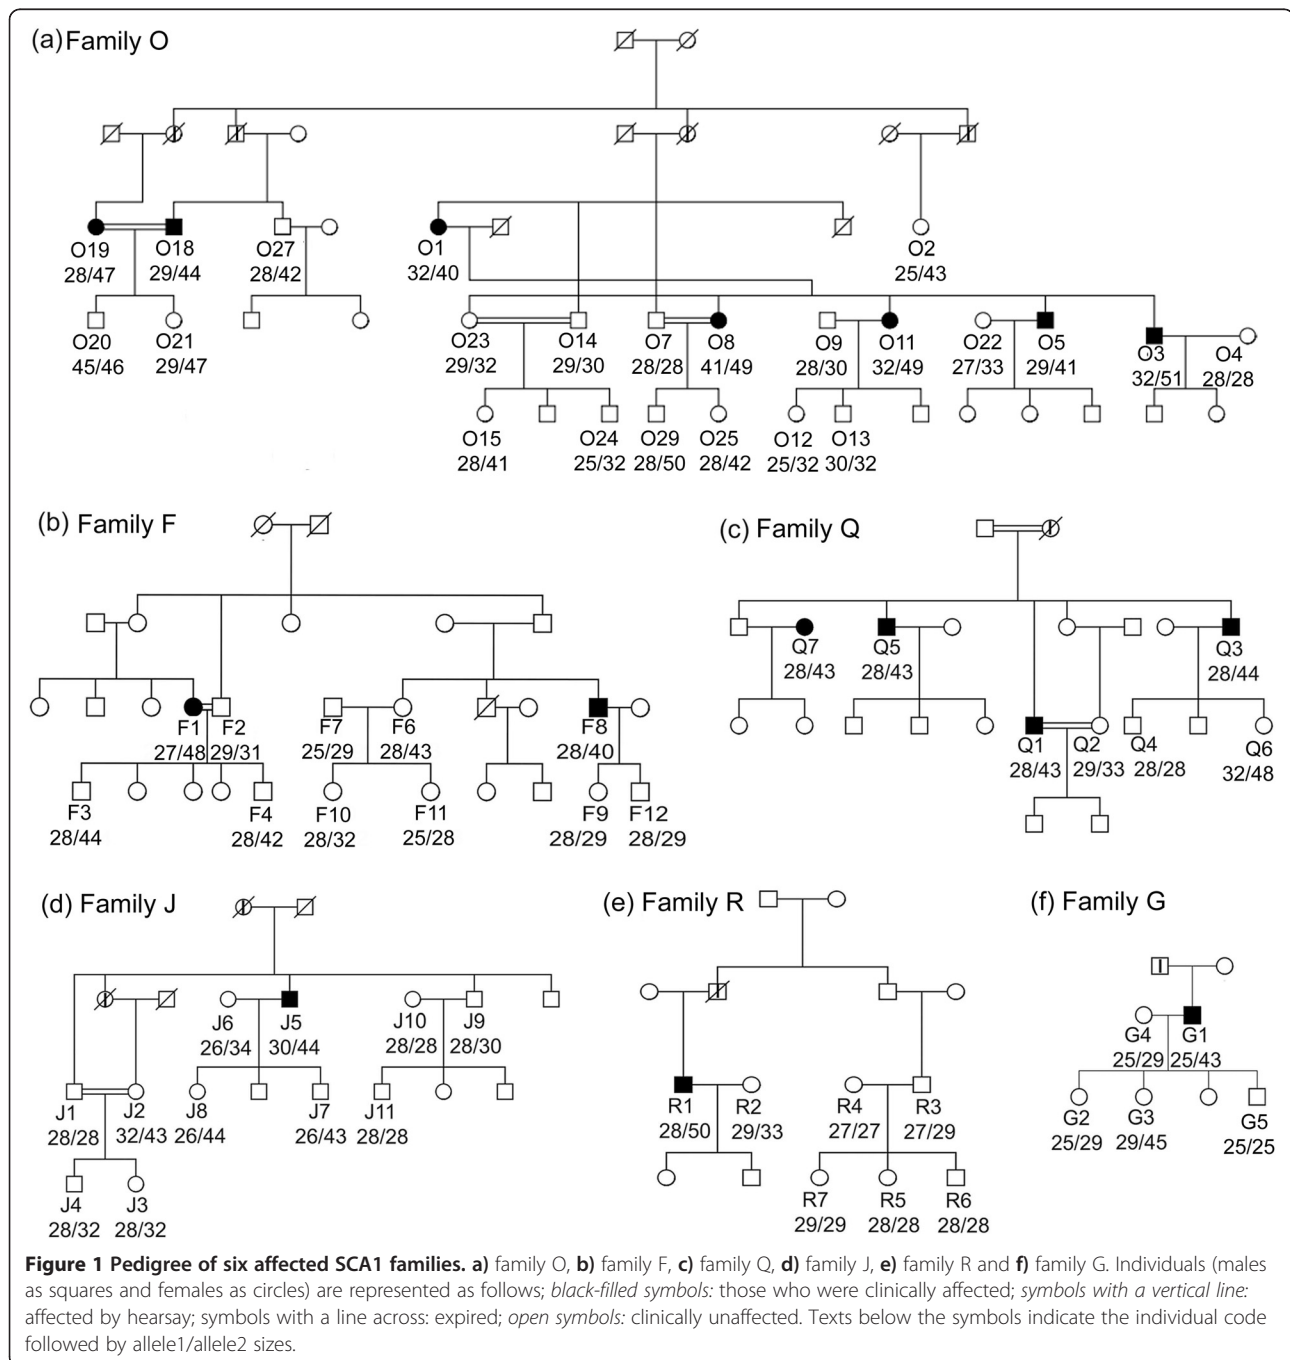 (a) Family O
O19 O18 O27 O1 O2
28/47 29/44 28/42 32/40 25/43
O20 O21 O23 O14 O7 O8 O9 O11 O22 O5 O3 O4
45/46 29/47 29/32 29/30 28/28 41/49 28/30 32/49 27/33 29/41 32/51 28/28
O15 O24 O29 O25 O12 O13
28/41 25/32 28/50 28/42 25/32 30/32
(b) Family F
F1 F2 F7 F6 F8
27/48 29/31 25/29 28/43 28/40
F3 F4 F10 F11 F9 F12
28/44 28/42 28/32 25/28 28/29 28/29
(c) Family Q
Q7 Q5 Q3
28/43 28/43 28/44
Q1 Q2 Q4 Q6
28/43 29/33 28/28 32/48
(d) Family J
J6 J5 J10 J9
26/34 30/44 28/28 28/30
J1 J2 J8 J7 J11
28/28 32/43 26/44 26/43 28/28
J4 J3
28/32 28/32
(e) Family R
R1 R2 R4 R3
28/50 29/33 27/27 27/29
R7 R5 R6
29/29 28/28 28/28
(f) Family G
G4 G1
25/29 25/43
G2 G3 G5
25/29 29/45 25/25
Figure 1 Pedigree of six affected SCA1 families. a) family O, b) family F, c) family Q, d) family J, e) family R and f) family G. Individuals (males
as squares and females as circles) are represented as follows; black-filled symbols: those who were clinically affected; symbols with a vertical line:
affected by hearsay; symbols with a line across: expired; open symbols: clinically unaffected. Texts below the symbols indicate the individual code
followed by allele1/allele2 sizes.